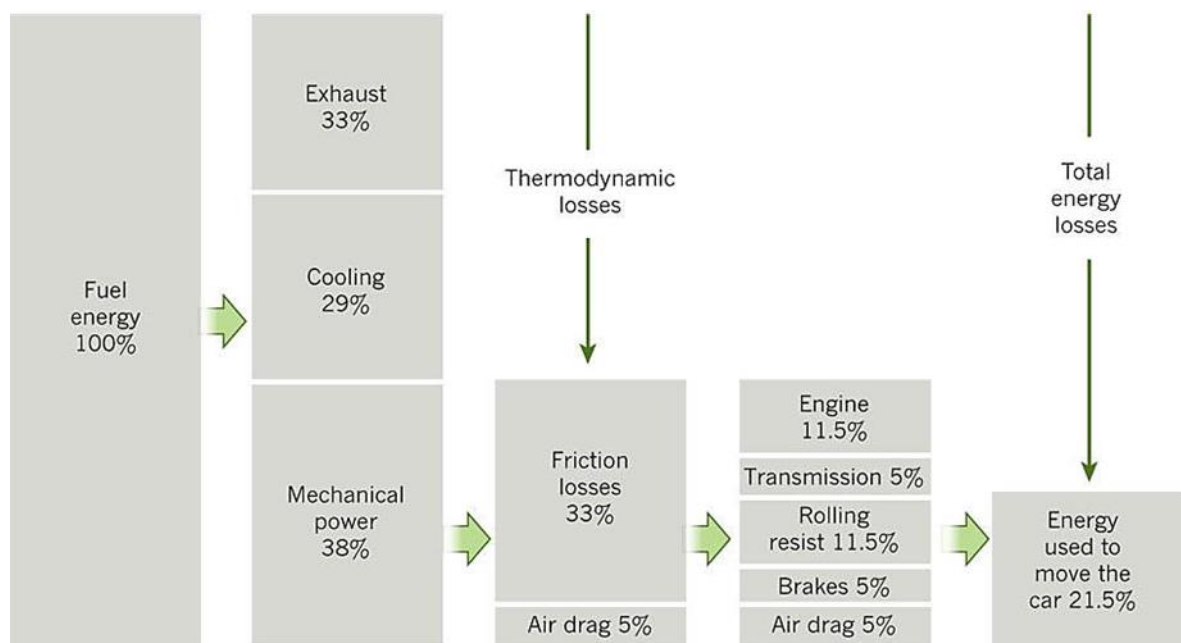 Fuel
energy
100%
Exhaust
33%
Cooling
29%
Mechanical
power
38%
Thermodynamic
losses
Friction
losses
33%
Air drag 5%
Engine
11.5%
Transmission 5%
Rolling
resist 11.5%
Brakes 5%
Air drag 5%
Total
energy
losses
Energy
used to
move the
car 21.5%